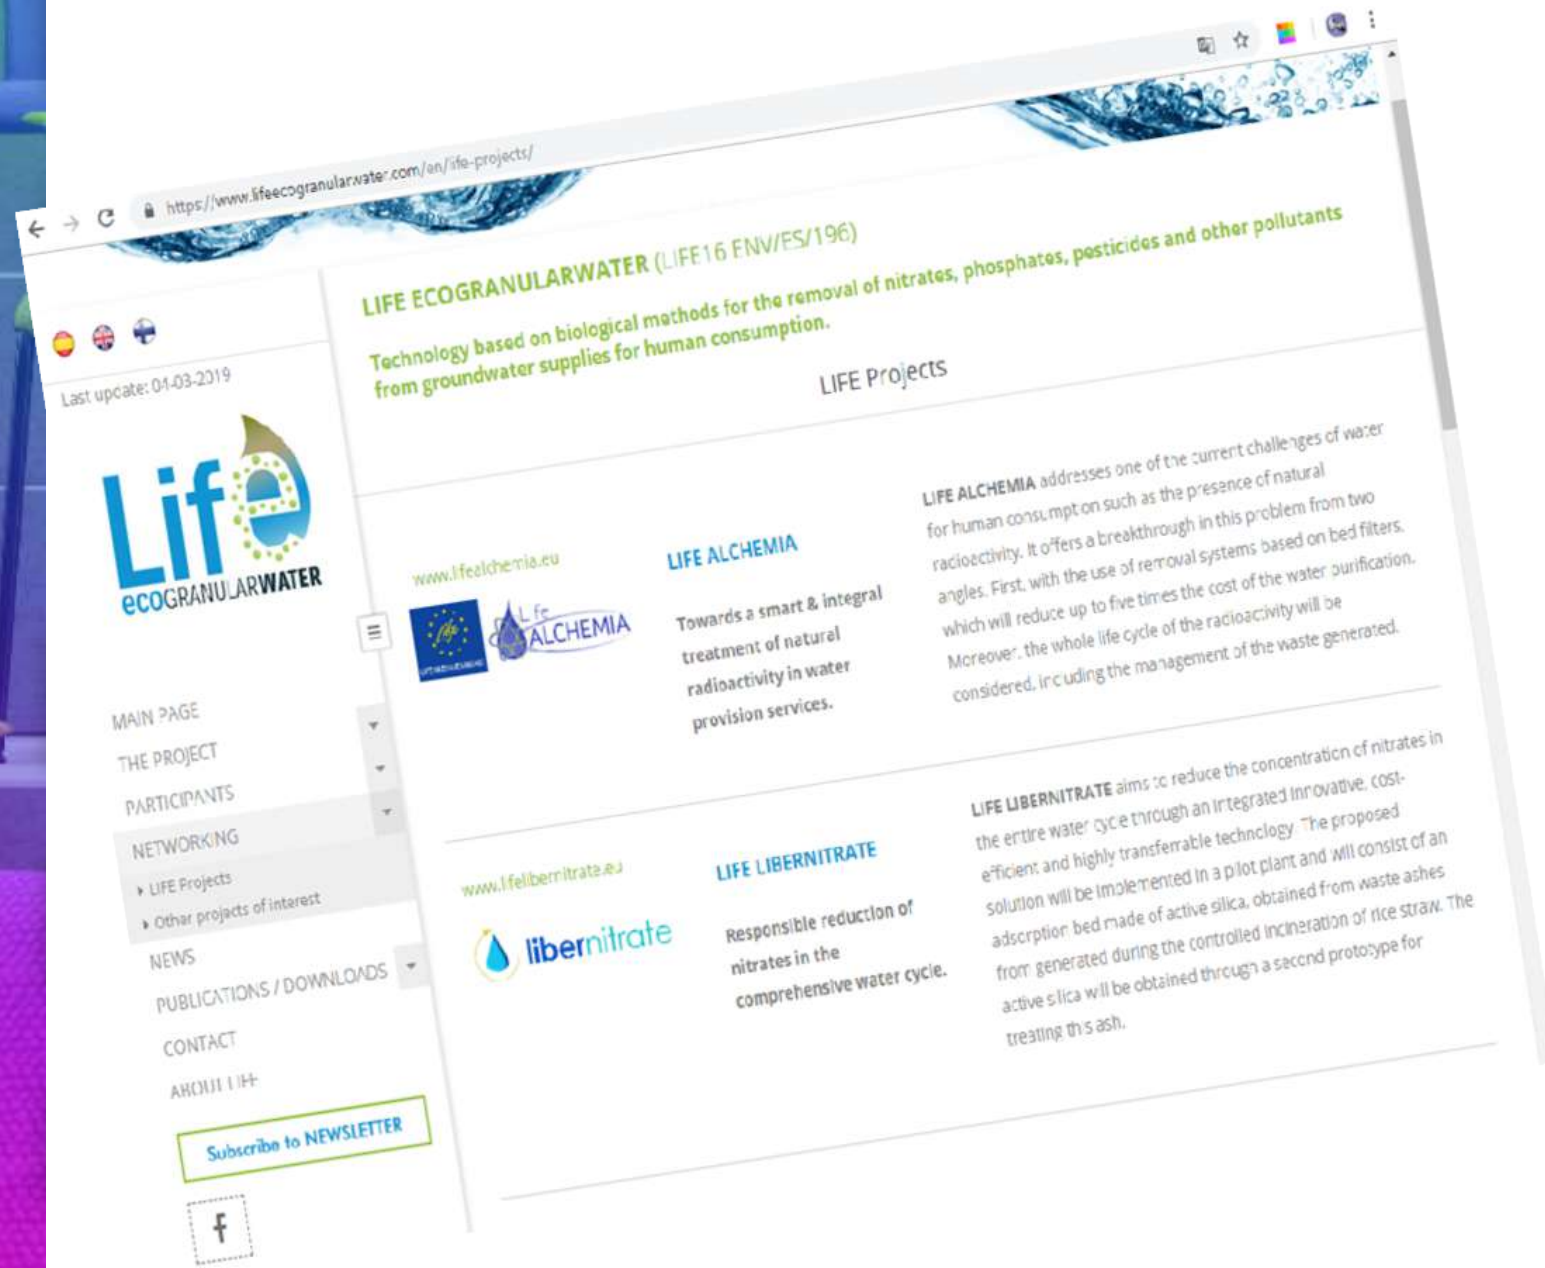 https://www.lifeecogranularwater.com/en/life-projects/
Last update: 04-03-2019
Life
ecoGRANULARWATER
MAIN PAGE
THE PROJECT
PARTICIPANTS
NETWORKING
LIFE Projects
Other projects of interest
NEWS
PUBLICATIONS / DOWNLOADS
CONTACT
ABOUT LIFE
Subscribe to NEWSLETTER
f
LIFE ECOGRANULARWATER (LIFE16 ENV/ES/196)
Technology based on biological methods for the removal of nitrates, phosphates, pesticides and other pollutants
from groundwater supplies for human consumption.
LIFE Projects
www.lifealchemia.eu
life
Life
ALCHEMIA
LIFE ALCHEMIA
Towards a smart & integral
treatment of natural
radioactivity in water
provision services.
LIFE ALCHEMIA addresses one of the current challenges of water
for human consumption such as the presence of natural
radioactivity. It offers a breakthrough in this problem from two
angles. First, with the use of removal systems based on bed filters,
which will reduce up to five times the cost of the water purification.
Moreover, the whole life cycle of the radioactivity will be
considered, including the management of the waste generated.
www.lifelibernitrate.eu
libernitrate
LIFE LIBERNITRATE
Responsible reduction of
nitrates in the
comprehensive water cycle.
LIFE LIBERNITRATE aims to reduce the concentration of nitrates in
the entire water cycle through an integrated innovative, cost-
efficient and highly transferrable technology. The proposed
solution will be implemented in a pilot plant and will consist of an
adsorption bed made of active silica, obtained from waste ashes
from generated during the controlled incineration of rice straw. The
active silica will be obtained through a second prototype for
treating this ash.